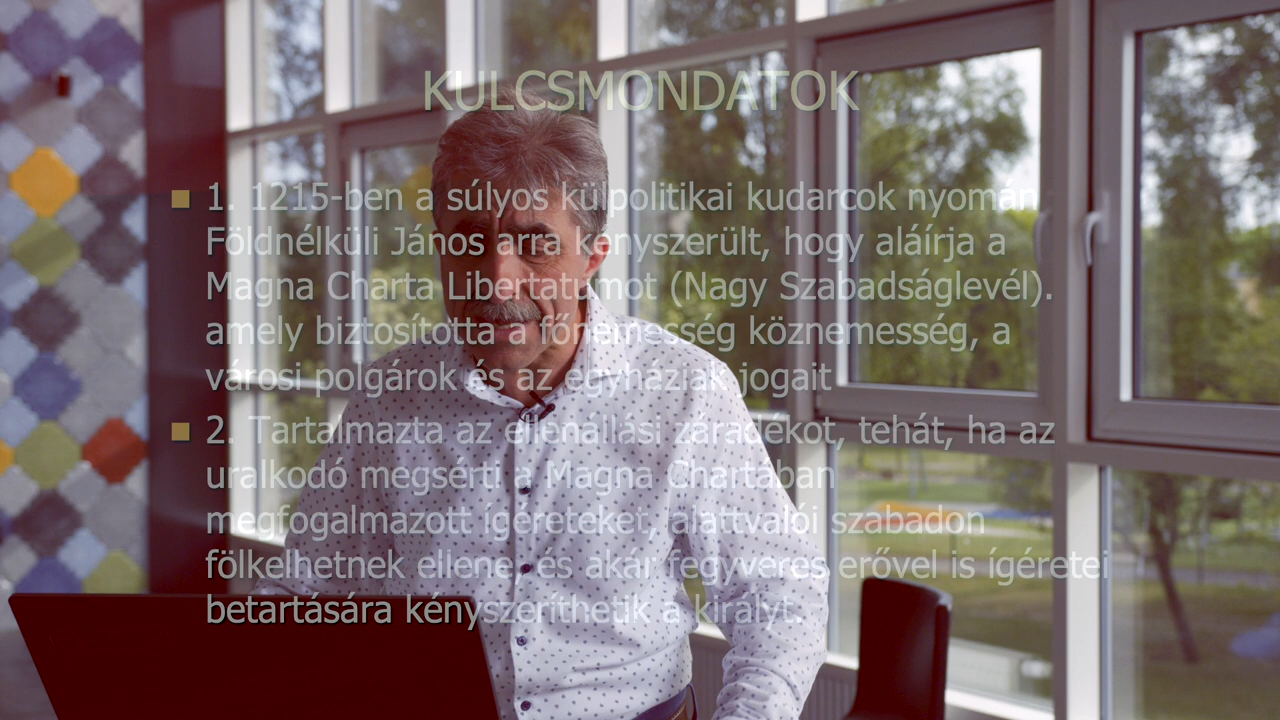 KULCSMONDATOK
1. 1215-ben a súlyos külpolitikai kudarcok nyomán
Földnélküli János arra kényszerült, hogy aláírja a
Magna Charta Libertatumot (Nagy Szabadságlevél).
amely biztosította a főnemesség köznemesség, a
városi polgárok és az egyháziak jogait
2. Tartalmazta az ellenállási záradékot tehát, ha az
uralkodó megsérti a Magna Chartában
megfogalmazott ígéreteket, alattvalói szabadon
fölkelhetnek ellene és akár fegyveres erővel is ígéretei
betartására kényszeríthetik a királyt.